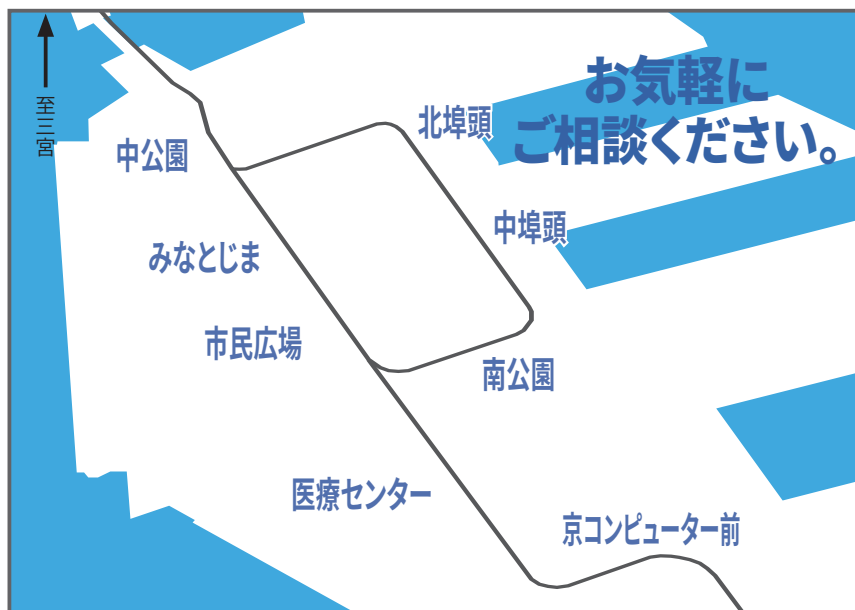 至三宮
お気軽に
ご相談ください。
北埠頭
中公園
中埠頭
みなとじま
市民広場
南公園
医療センター
京コンピューター前